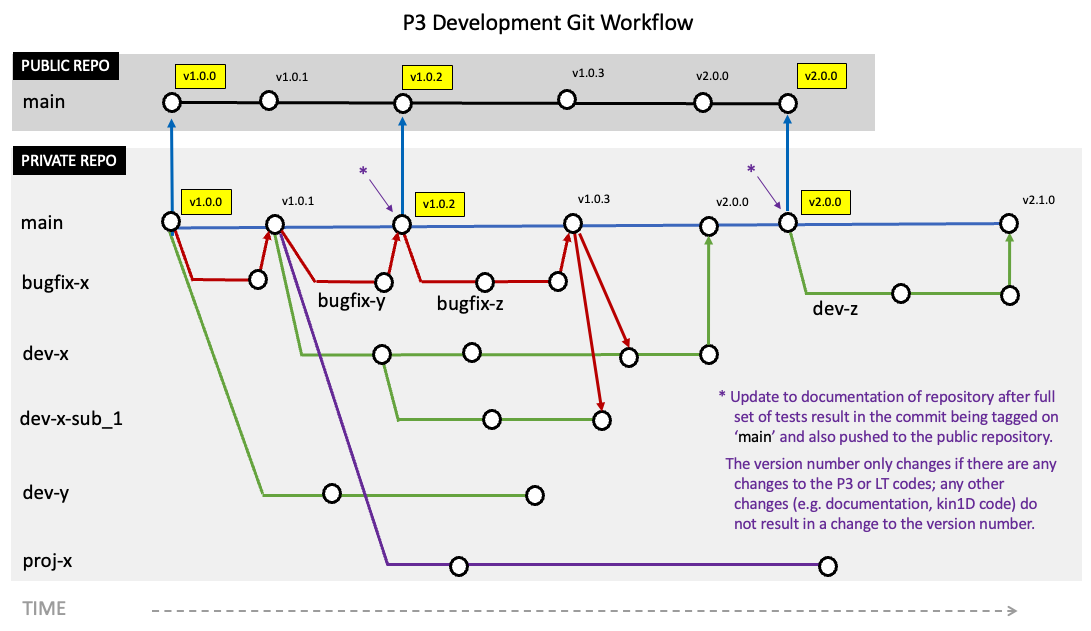 P3 Development Git Workflow
PUBLIC REPO
v1.0.0
v1.0.1
v1.0.2
v1.0.3
v2.0.0
v2.0.0
main
PRIVATE REPO
*
*
v1.0.0
v1.0.1
v1.0.2
v1.0.3
v2.0.0
v2.0.0
v2.1.0
main
bugfix-x
bugfix-y
bugfix-z
dev-z
dev-x
* Update to documentation of repository after full
set of tests result in the commit being tagged on
‘main’ and also pushed to the public repository.
The version number only changes if there are any
changes to the P3 or LT codes; any other
changes (e.g. documentation, kin1D code) do
not result in a change to the version number.
dev-x-sub_1
dev-y
proj-x
TIME